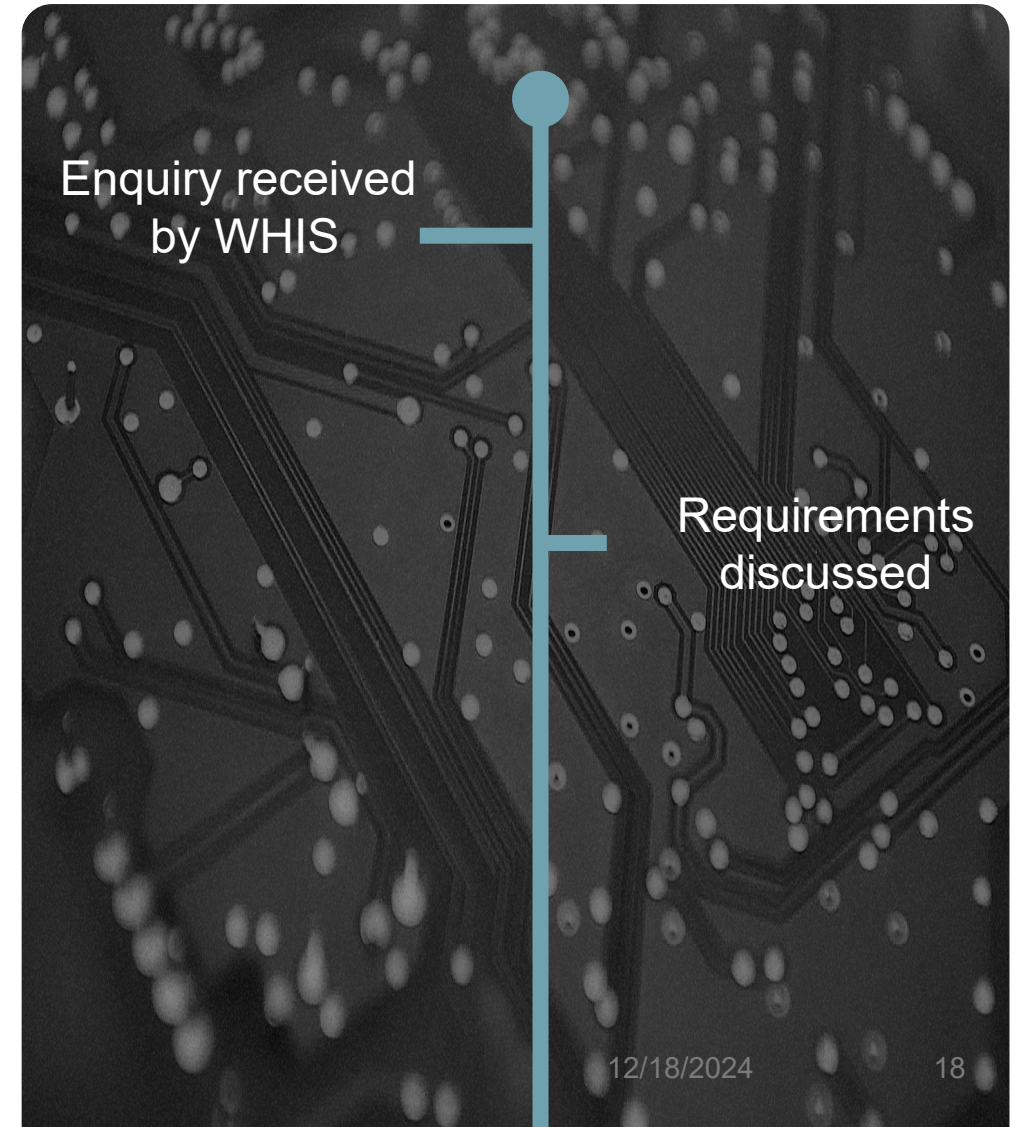 Enquiry received
by WHIS
Requirements
discussed
12/18/2024 18